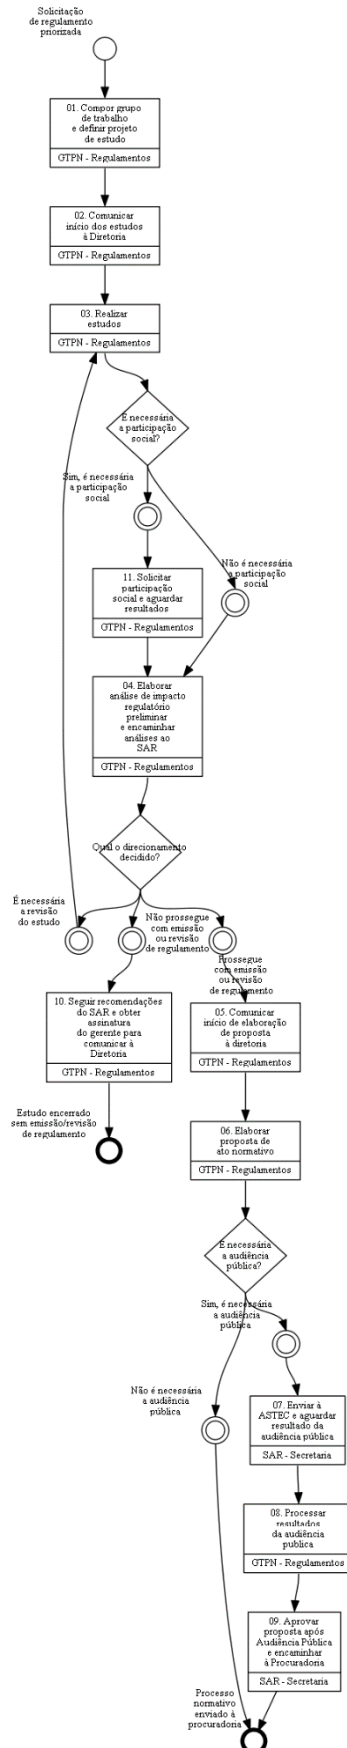 Solicitação
de regulamento
priorizada
01. Compor grupo
de trabalho
e definir projeto
de estudo
GTPN - Regulamentos
02. Comunicar
início dos estudos
à Diretoria
GTPN - Regulamentos
03. Realizar
estudos
GTPN - Regulamentos
É necessária
a participação
social?
Sim, é necessária
a participação
social
Não é necessária
a participação
social
11. Solicitar
participação
social e aguardar
resultados
GTPN - Regulamentos
04. Elaborar
análise de impacto
regulatório
preliminar
e encaminhar
análises ao
SAR
GTPN - Regulamentos
Qual o direcionamento
decidido?
É necessária
a revisão
do estudo
Não prossegue
com emissão
ou revisão
de regulamento
Prossegue
com emissão
ou revisão
de regulamento
10. Seguir recomendações
do SAR e obter
assinatura
do gerente para
comunicar à
Diretoria
GTPN - Regulamentos
05. Comunicar
início de elaboração
de proposta
à diretoria
GTPN - Regulamentos
Estudo encerrado
sem emissão/revisão
de regulamento
06. Elaborar
proposta de
ato normativo
GTPN - Regulamentos
É necessária
a audiência
pública?
Sim, é necessária
a audiência
pública
Não é necessária
a audiência
pública
07. Enviar à
ASTEC e aguardar
resultado da
audiência pública
SAR - Secretaria
08. Processar
resultados
da audiência
publica
GTPN - Regulamentos
09. Aprovar
proposta após
Audiência Pública
e encaminhar
à Procuradoria
SAR - Secretaria
Processo
normativo
enviado à
procuradoria